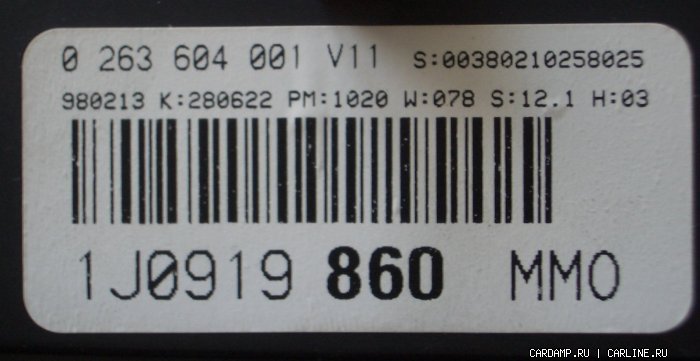 0 263 604 001 V11 S:00380210258025
980213 K:280622 PM:1020 W:078 S:12.1 H:03
1J0919 860 MMO
CARDAMP.RU | CARLINE.RU